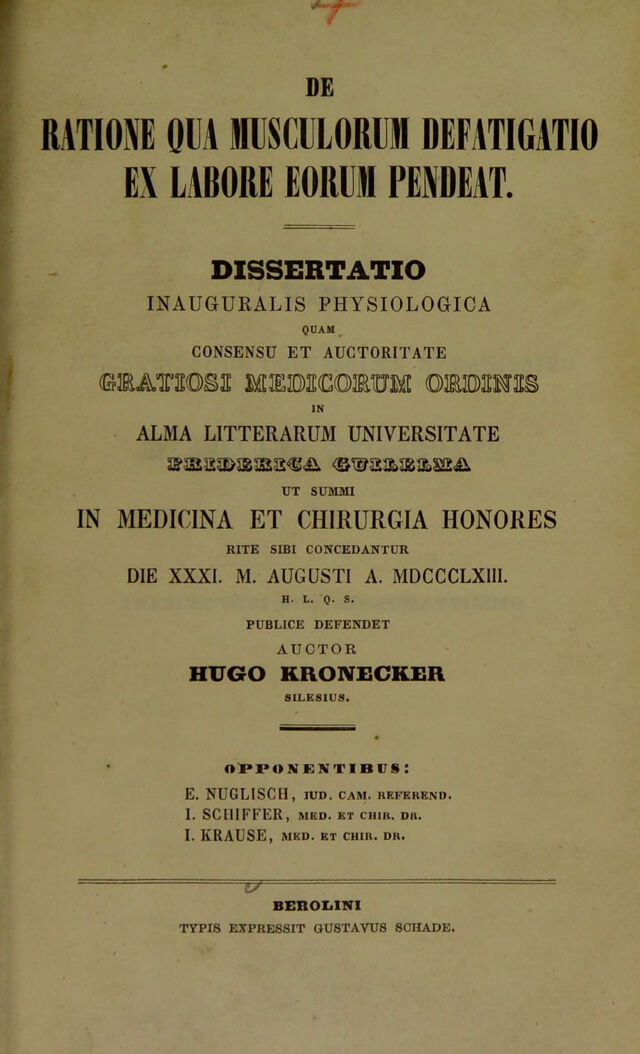 DE
RATIONE QUA MUSCULORUM DEFATIGATIO
EX LABORE EORUM PENDEAT.
DISSERTATIO
INAUGURALIS PHYSIOLOGICA
QUAM
CONSENSU ET AUCTORITATE
GRATIOSI MEDICORUM ORDINIS
IN
ALMA LITTERARUM UNIVERSITATE
FRIDERICA GUILELMA
UT SUMMI
IN MEDICINA ET CHIRURGIA HONORES
RITE SIBI CONCEDANTUR
DIE XXXI. M. AUGUSTI A. MDCCCLXIII.
H. L. Q. S.
PUBLICE DEFENDET
AUCTOR
HUGO KRONECKER
SILESIUS.
OPPONENTIBUS:
E. NUGLISCH, IUD. CAM. REFEREND.
I. SCHIFFER, MED. ET CHIR. DR.
I. KRAUSE, MED. ET CHIR. DR.
BEROLINI
TYPIS EXPRESSIT GUSTAVUS SCHADE.